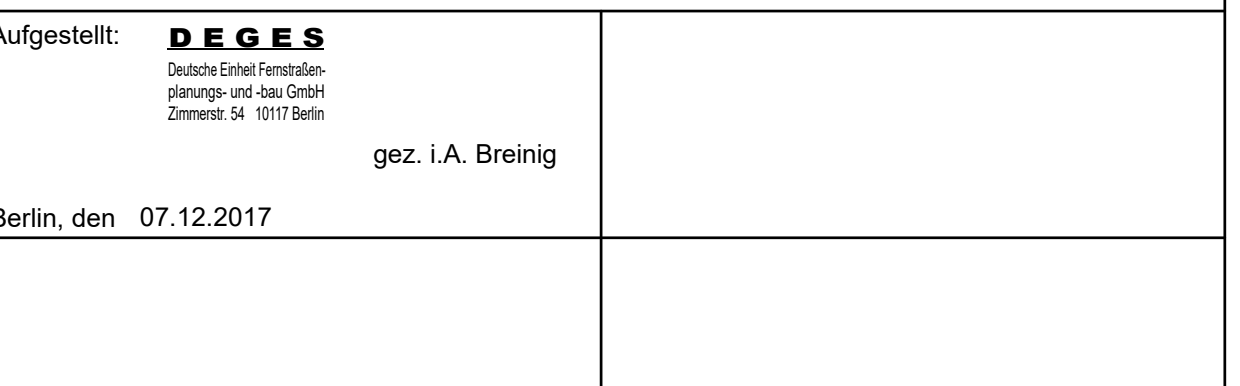 Aufgestellt: DEGES
Deutsche Einheit Fernstraßen-
planungs- und -bau GmbH
Zimmerstr. 54 10117 Berlin
gez. i.A. Breinig
Berlin, den 07.12.2017